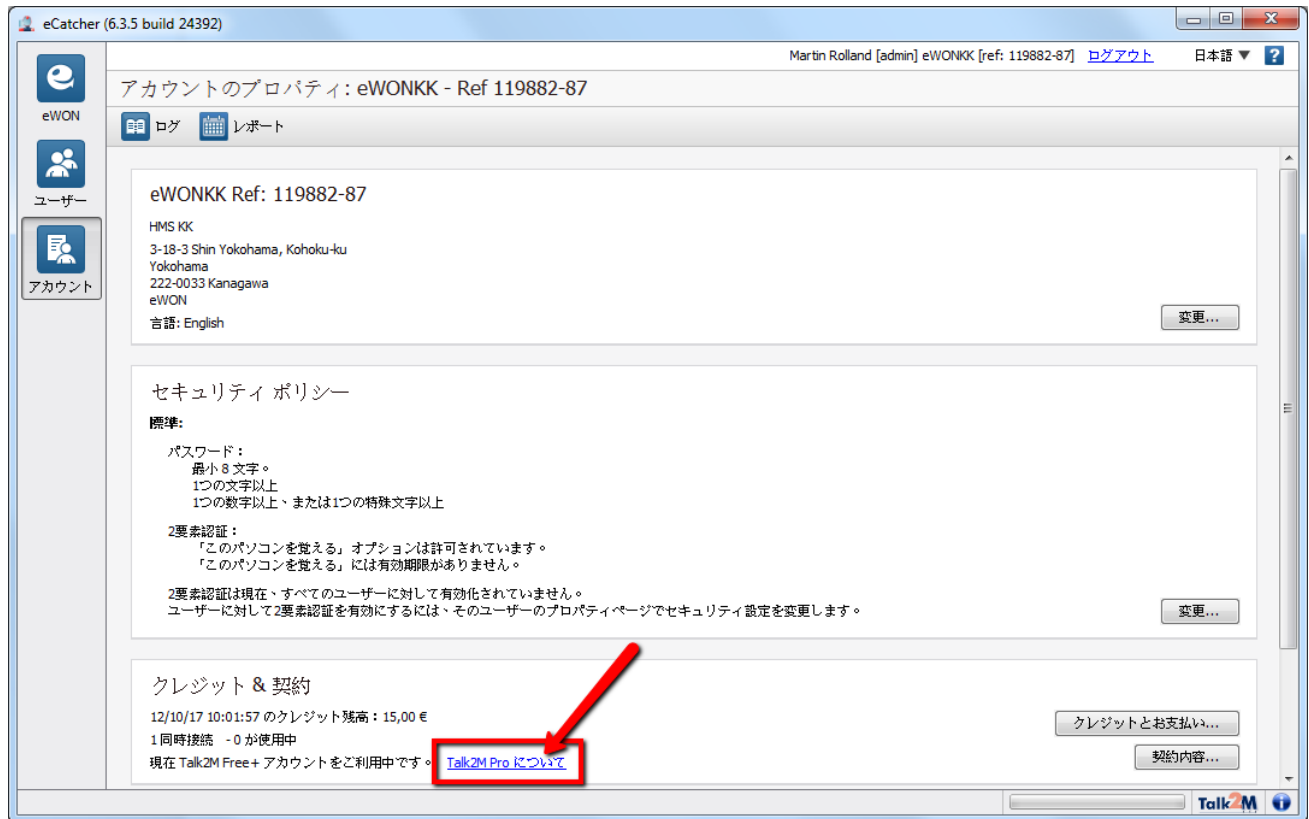 eCatcher (6.3.5 build 24392)
Martin Rolland [admin] eWONKK [ref: 119882-87] ログアウト 日本語 ▼ ?
アカウントのプロパティ: eWONKK - Ref 119882-87
eWON
ログ レポート
ユーザー
アカウント
eWONKK Ref: 119882-87
HMS KK
3-18-3 Shin Yokohama, Kohoku-ku
Yokohama
222-0033 Kanagawa
eWON
言語: English
変更...
セキュリティ ポリシー
標準:
パスワード：
最小 8 文字。
1つの文字以上
1つの数字以上、または1つの特殊文字以上
2要素認証：
「このパソコンを覚える」オプションは許可されています。
「このパソコンを覚える」には有効期限がありません。
2要素認証は現在、すべてのユーザーに対して有効化されていません。
ユーザーに対して2要素認証を有効にするには、そのユーザーのプロパティページでセキュリティ設定を変更します。
変更...
クレジット & 契約
12/10/17 10:01:57 のクレジット残高：15,00 €
1 同時接続 - 0 が使用中
現在 Talk2M Free+ アカウントをご利用中です。 Talk2M Pro について
クレジットとお支払い...
契約内容...
Talk2M